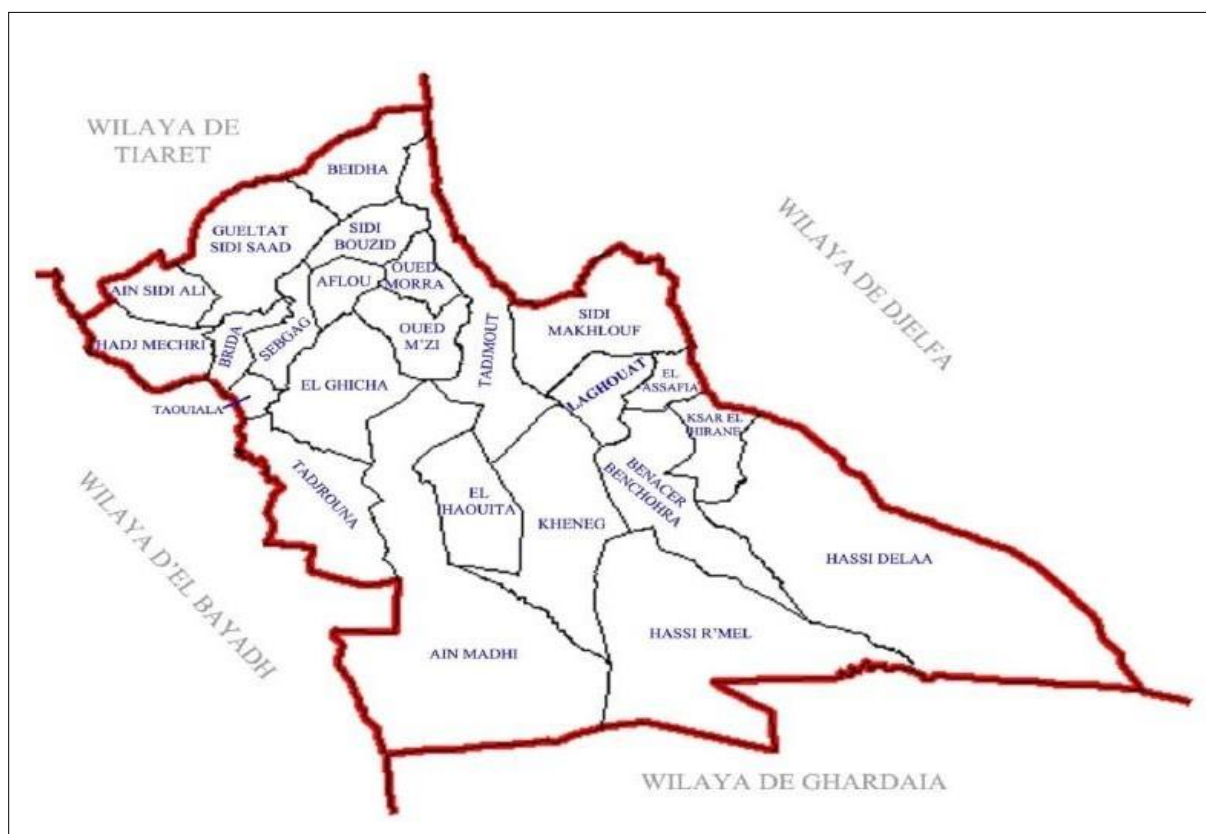 WILAYA DE
TIARET
BEIDHA
GUELTAT
SIDI SAAD
SIDI
BOUZID
WILAYA DE DJELFA
AIN SIDI ALI
AFLOU
OUED
MORRA
HADJ MECHRI
BRIDA
SEBGAG
OUED
M'ZI
TADJMOUT
SIDI
MAKHLOUF
EL GHICHA
LAGHOUAT
EL
ASSAFIA
TAOUIALA
KSAR EL
HIRANE
TADJROUNA
EL
HAOUITA
KHENEG
BENACER
BENCHOHRA
WILAYA D'EL BAYADH
HASSI DELAA
AIN MADHI
HASSI R'MEL
WILAYA DE GHARDAIA